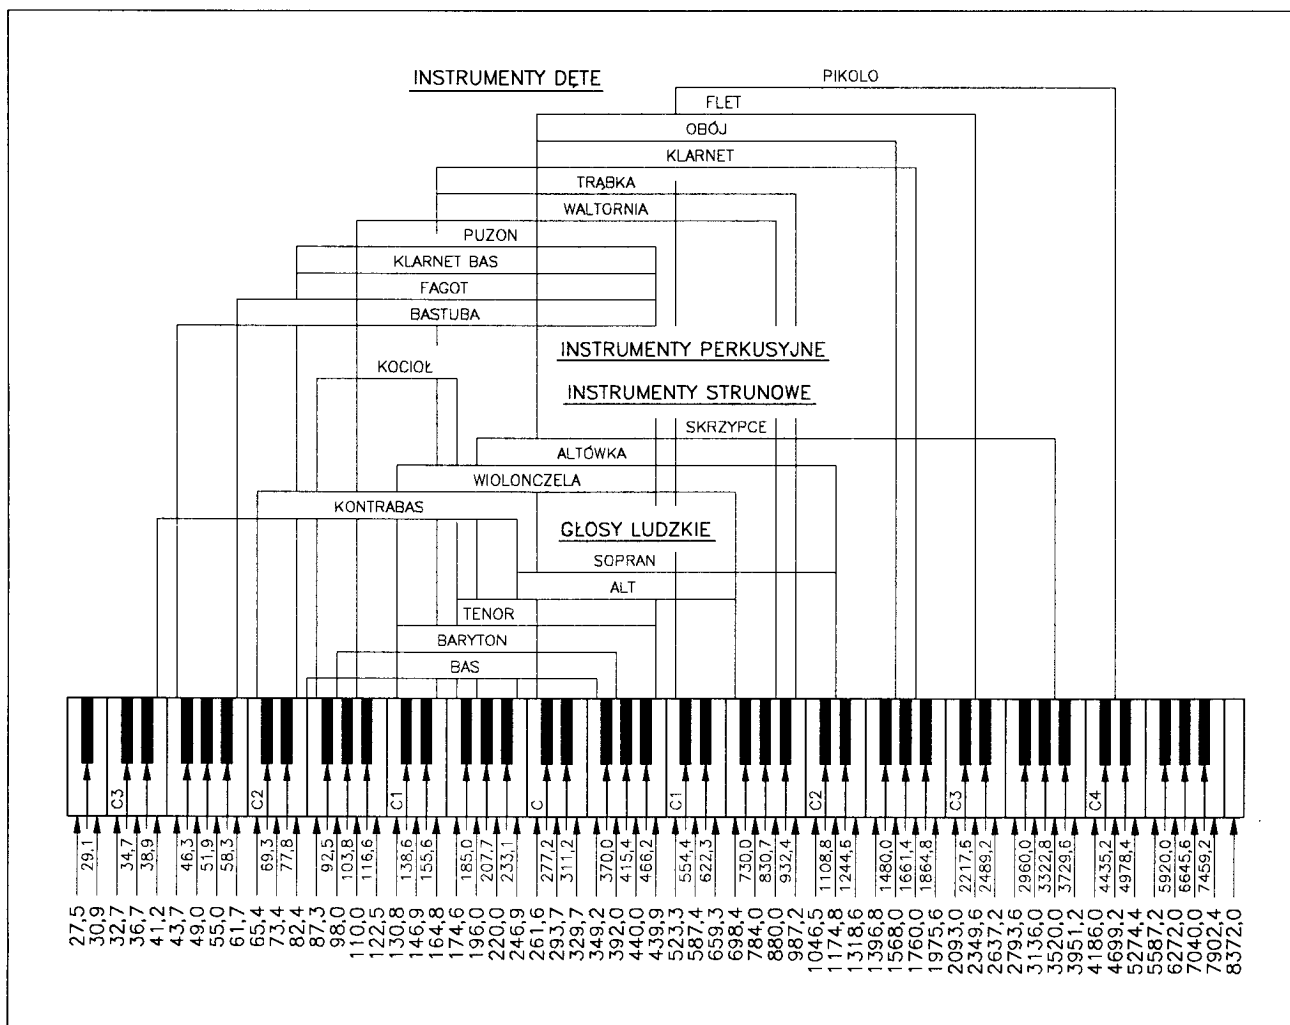 INSTRUMENTY DĘTE
PIKOLO
FLET
OBÓJ
KLARNET
TRĄBKA
WALTORNIA
PUZON
KLARNET BAS
FAGOT
BASTUBA
INSTRUMENTY PERKUSYJNE
KOCIOŁ
INSTRUMENTY STRUNOWE
SKRZYPCE
ALTÓWKA
WIOLONCZELA
KONTRABAS
GŁOSY LUDZKIE
SOPRAN
ALT
TENOR
BARYTON
BAS
C3 C2 C1 C C1 C2 C3 C4
29,1 34,7 38,9 46,3 51,9 58,3 69,3 77,8 92,5 103,8 116,6 138,6 155,6 185,0 207,7 233,1 277,2 311,2 370,0 415,4 466,2 554,4 622,3 730,0 830,7 932,4 1108,8 1244,6 1480,0 1661,4 1864,8 2217,6 2489,2 2960,0 3322,8 3729,6 4435,2 4978,4 5920,0 6645,6 7459,2
27,5 30,9 32,7 36,7 41,2 43,7 49,0 55,0 61,7 65,4 73,4 82,4 87,3 98,0 110,0 122,5 130,8 146,9 164,8 174,6 196,0 220,0 246,9 261,6 293,7 329,7 349,2 392,0 440,0 439,9 523,3 587,4 659,3 698,4 784,0 880,0 987,2 1046,5 1174,8 1318,6 1396,8 1568,0 1760,0 1975,6 2093,0 2349,6 2637,2 2793,6 3136,0 3520,0 3951,2 4186,0 4699,2 5274,4 5587,2 6272,0 7040,0 7902,4 8372,0